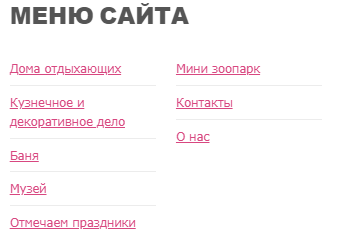 МЕНЮ САЙТА
Дома отдыхающих
Кузнечное и
декоративное дело
Баня
Музей
Отмечаем праздники
Мини зоопарк
Контакты
О нас